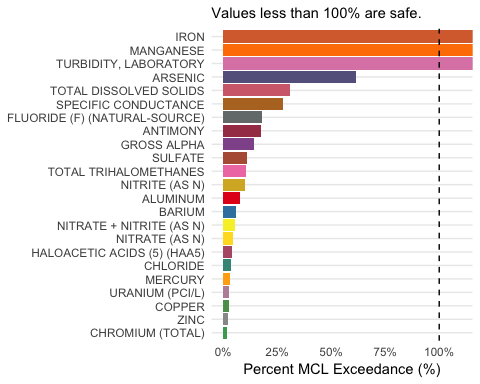 Values less than 100% are safe.
IRON
MANGANESE
TURBIDITY, LABORATORY
ARSENIC
TOTAL DISSOLVED SOLIDS
SPECIFIC CONDUCTANCE
FLUORIDE (F) (NATURAL-SOURCE)
ANTIMONY
GROSS ALPHA
SULFATE
TOTAL TRIHALOMETHANES
NITRITE (AS N)
ALUMINUM
BARIUM
NITRATE + NITRITE (AS N)
NITRATE (AS N)
HALOACETIC ACIDS (5) (HAA5)
CHLORIDE
MERCURY
URANIUM (PCI/L)
COPPER
ZINC
CHROMIUM (TOTAL)
0% 25% 50% 75% 100%
Percent MCL Exceedance (%)